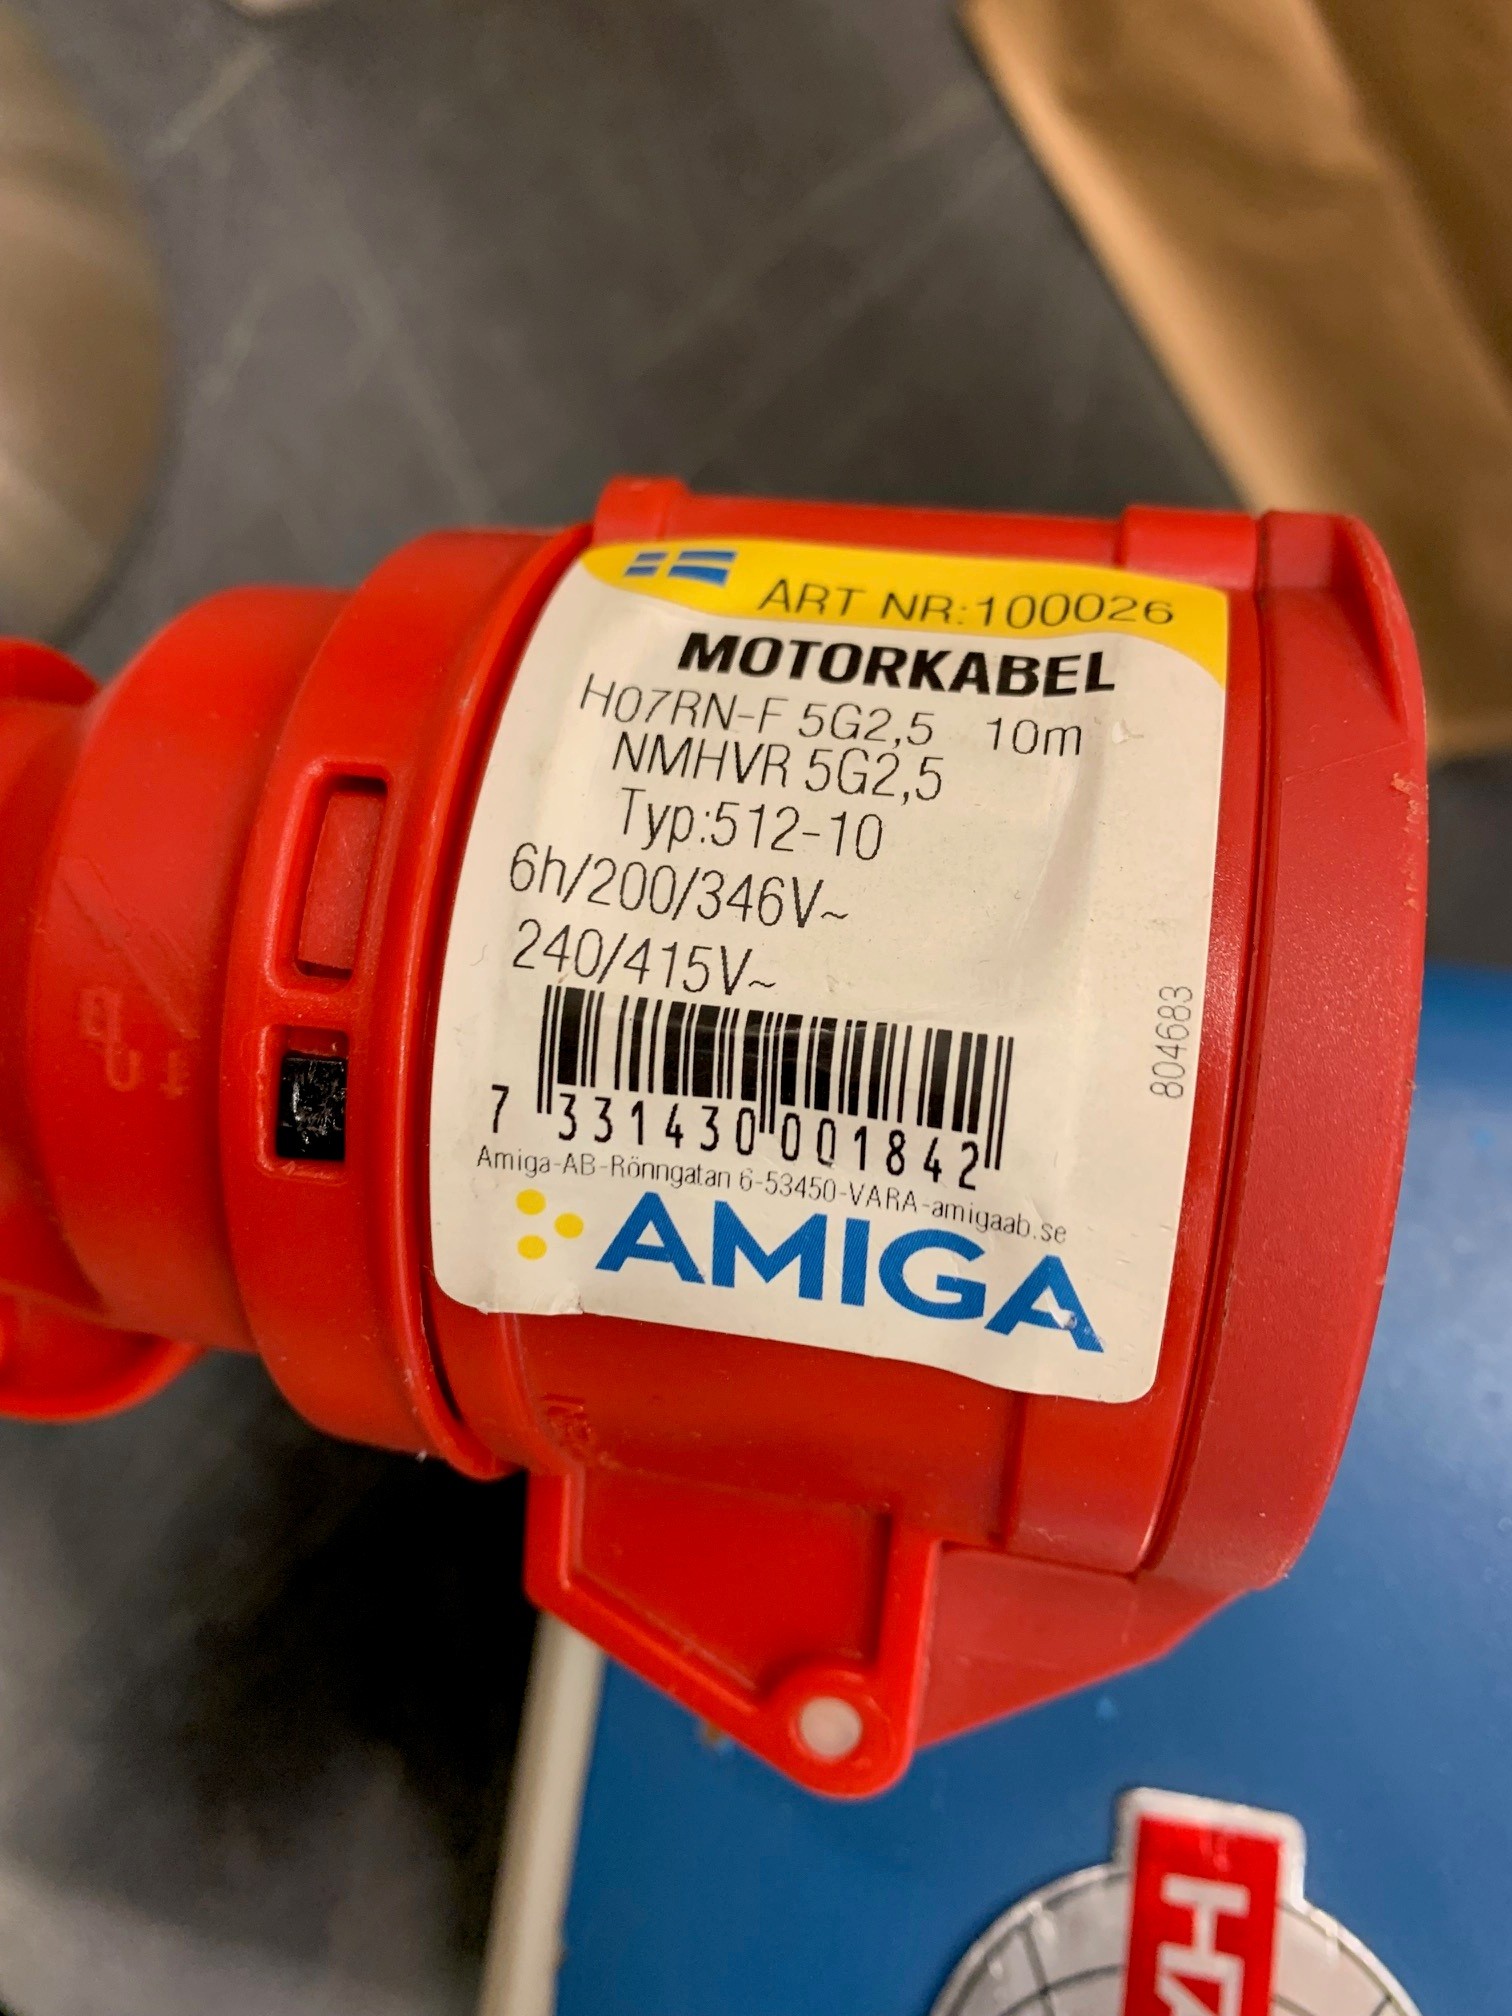 ART NR:100026
MOTORKABEL
H07RN-F 5G2,5 10m
NMHVR 5G2,5
Typ:512-10
6h/200/346V~
240/415V~
804683
7 331430 001842
Amiga-AB-Rönngatan 6-53450-VARA-amigaab.se
AMIGA